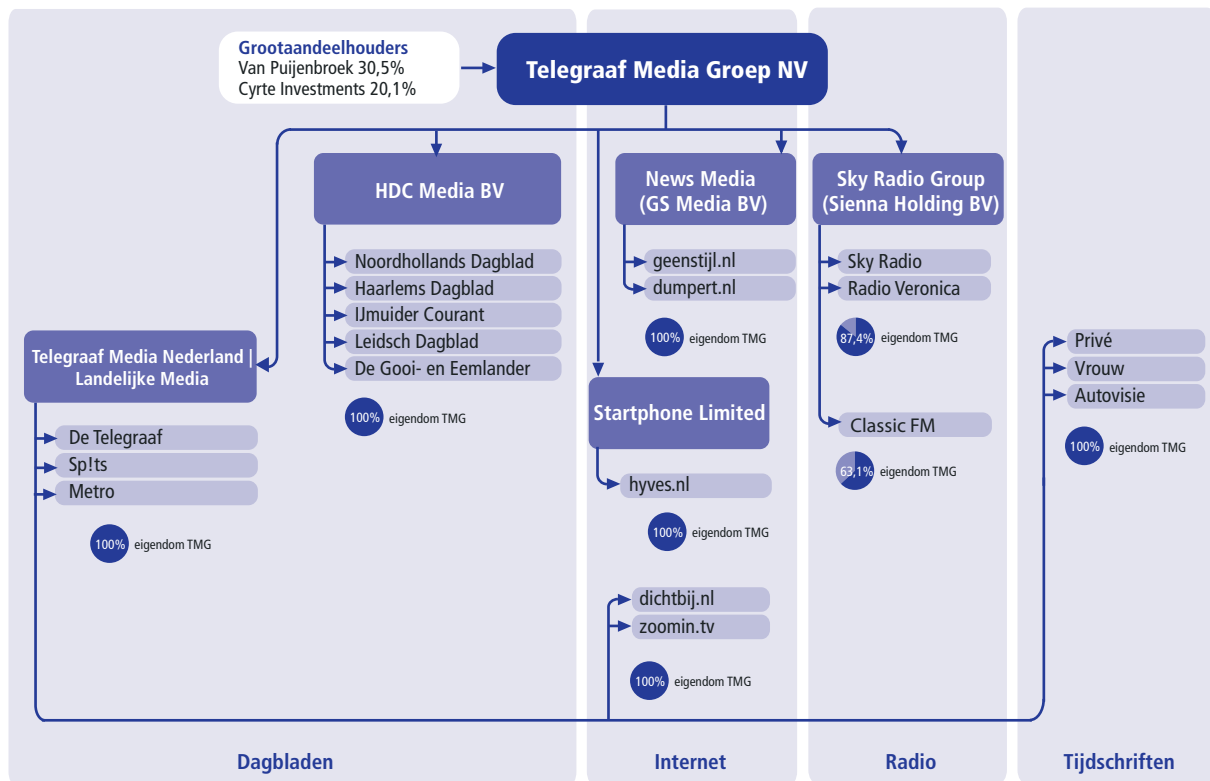 Grootaandeelhouders
Van Puijenbroek 30,5%
Cyrte Investments 20,1%
Telegraaf Media Groep NV
HDC Media BV
Noordhollands Dagblad
Haarlems Dagblad
IJmuider Courant
Leidsch Dagblad
De Gooi- en Eemlander
100% eigendom TMG
Telegraaf Media Nederland |
Landelijke Media
De Telegraaf
Sp!ts
Metro
100% eigendom TMG
News Media
(GS Media BV)
geenstijl.nl
dumpert.nl
100% eigendom TMG
Startphone Limited
hyves.nl
100% eigendom TMG
dichtbij.nl
zoomin.tv
100% eigendom TMG
Sky Radio Group
(Sienna Holding BV)
Sky Radio
Radio Veronica
87,4% eigendom TMG
Classic FM
63,1% eigendom TMG
Privé
Vrouw
Autovisie
100% eigendom TMG
Dagbladen
Internet
Radio
Tijdschriften